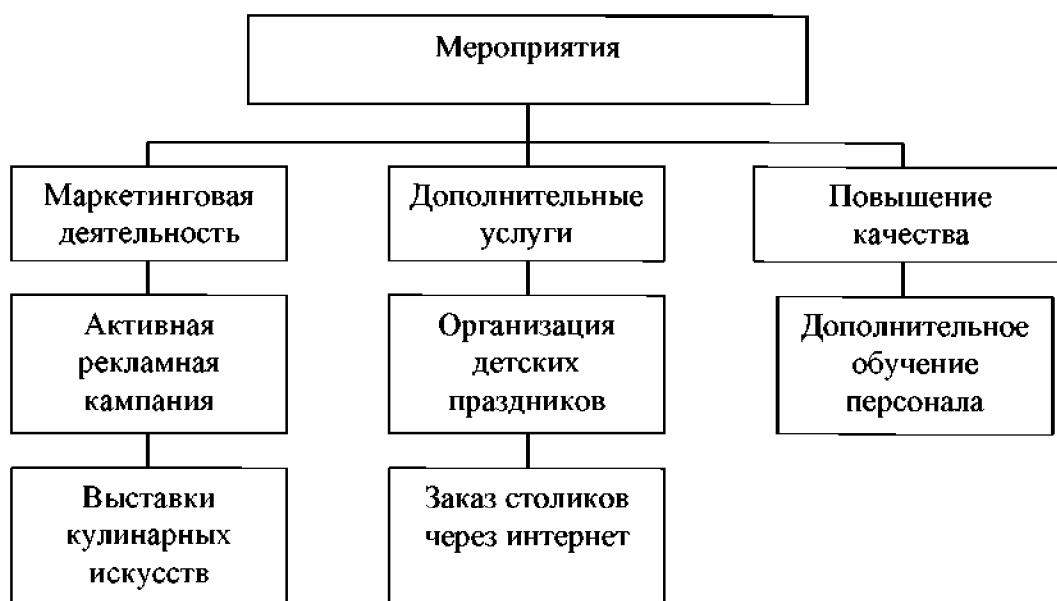 Мероприятия
Маркетинговая
деятельность
Дополнительные
услуги
Повышение
качества
Активная
рекламная
кампания
Организация
детских
праздников
Дополнительное
обучение
персонала
Выставки
кулинарных
искусств
Заказ столиков
через интернет